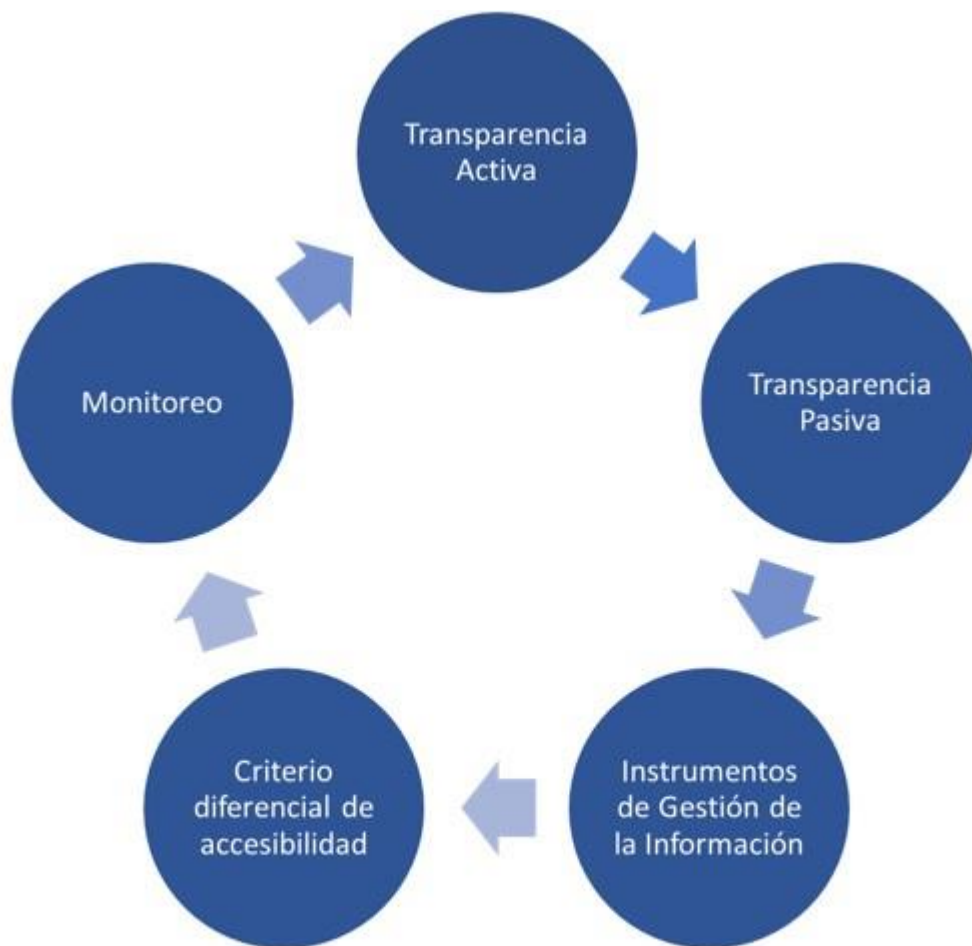 Transparencia
Activa
Transparencia
Pasiva
Instrumentos
de Gestión de
la Información
Criterio
diferencial de
accesibilidad
Monitoreo